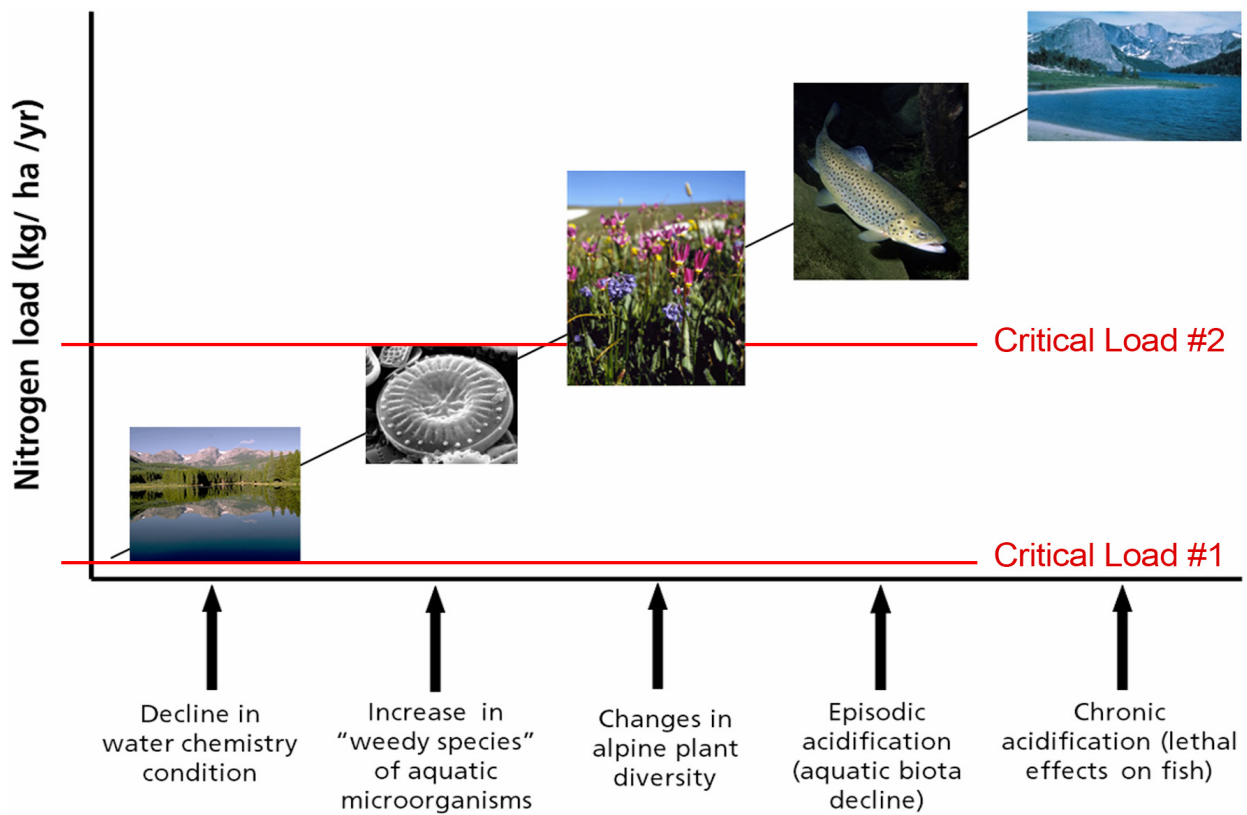 Nitrogen load (kg/ ha /yr)
Critical Load #2
Critical Load #1
Decline in
water chemistry
condition
Increase in
“weedy species”
of aquatic
microorganisms
Changes in
alpine plant
diversity
Episodic
acidification
(aquatic biota
decline)
Chronic
acidification (lethal
effects on fish)